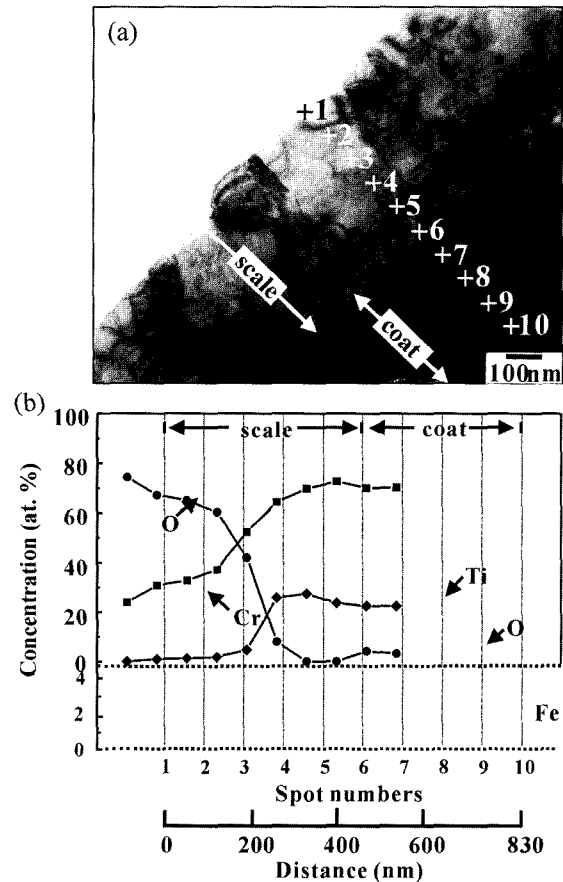 (a)
+1
+2
3
+4
+5
+6
+7
+8
+9
+10
scale
coat
100nm
(b)
100
80
60
40
20
0
4
2
0
Concentration (at. %)
scale
coat
O
Cr
Ti
O
Fe
1 2 3 4 5 6 7 8 9 10
Spot numbers
0 200 400 600 830
Distance (nm)